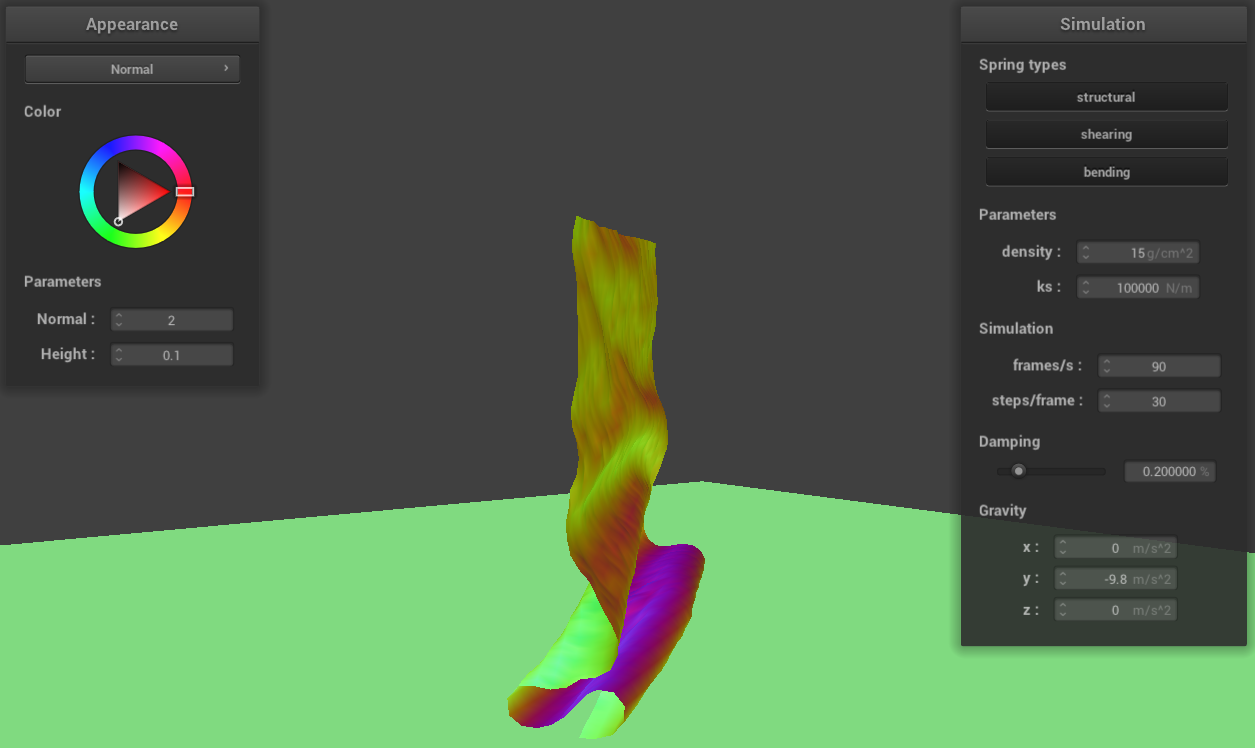 Appearance
Normal
Color
Parameters
Normal : 2
Height : 0.1
Simulation
Spring types
structural
shearing
bending
Parameters
density : 15 g/cm^2
ks : 100000 N/m
Simulation
frames/s : 90
steps/frame : 30
Damping
0.200000 %
Gravity
x : 0 m/s^2
y : -9.8 m/s^2
z : 0 m/s^2